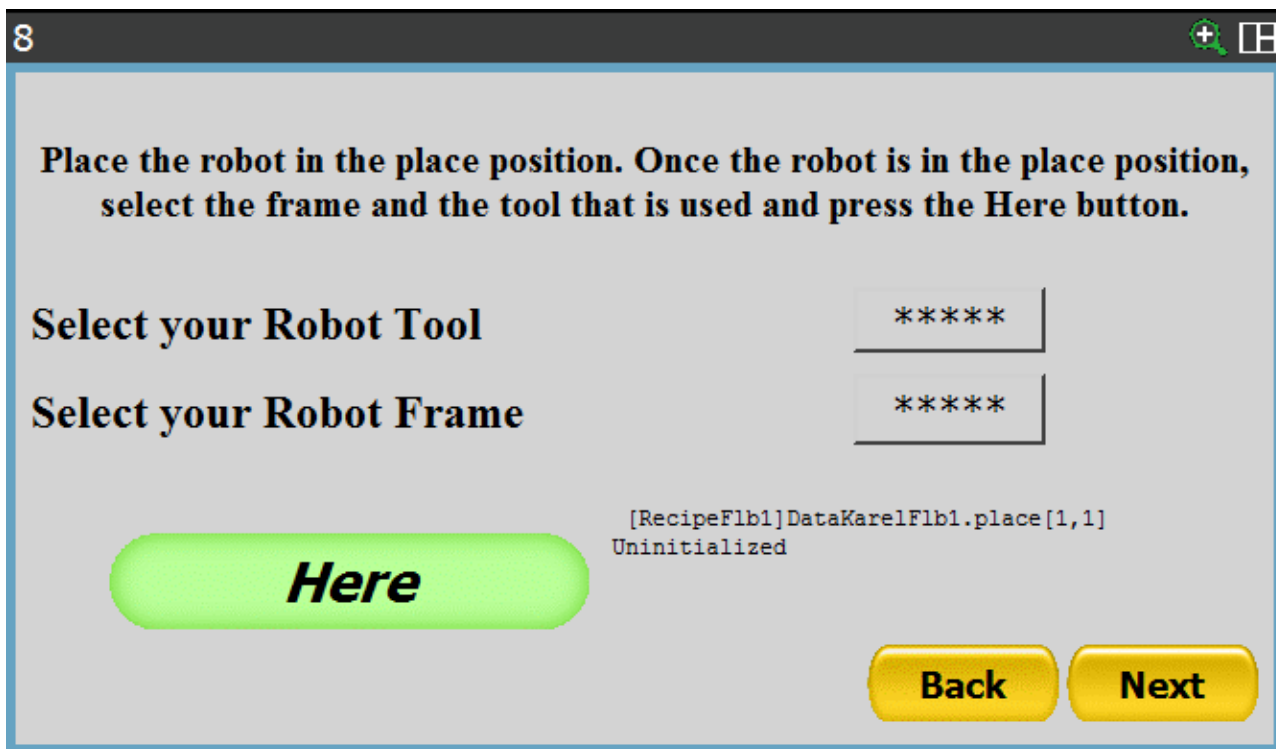 8
Place the robot in the place position. Once the robot is in the place position,
select the frame and the tool that is used and press the Here button.
Select your Robot Tool *****
Select your Robot Frame *****
[RecipeFlb1]DataKarelFlb1.place[1,1]
Uninitialized
Here
Back Next